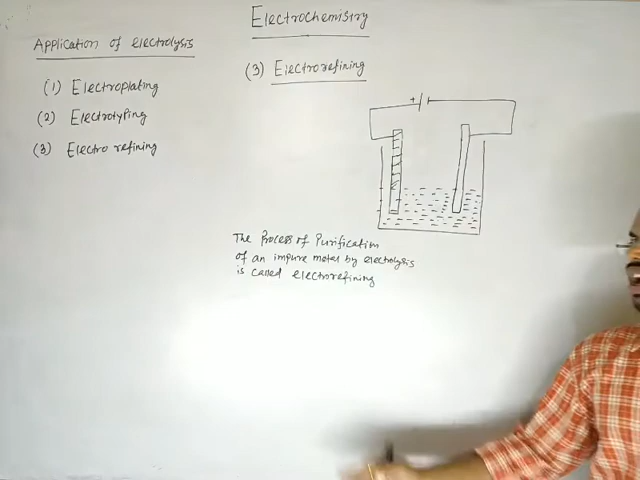 Electrochemisry
Application of electrolysis
(1) Electroplating
(2) Electrotyping
(3) Electro refining
(3) Electrorefining
+
The Process of Purification
of an impure metal by electrolysis
is called electrorefining